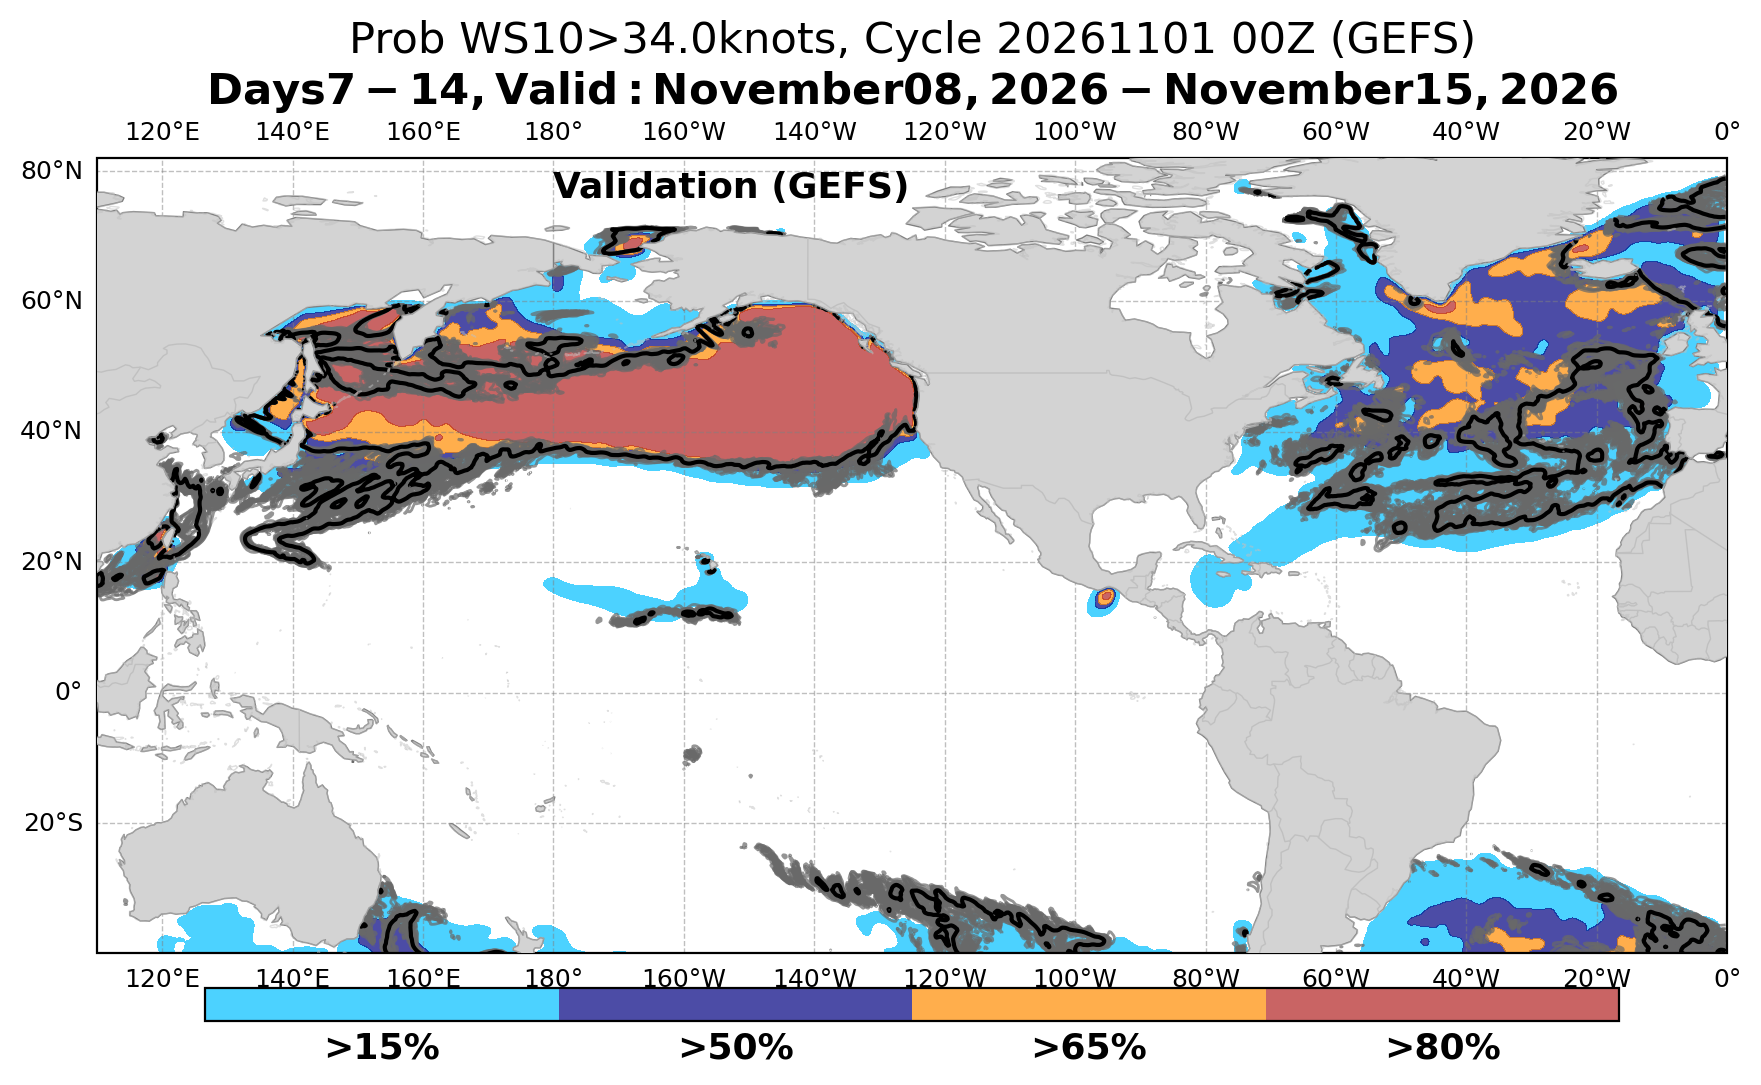 Prob WS10>34.0knots, Cycle 20261101 00Z (GEFS)
Days7 − 14, Valid : November08, 2026 − November15, 2026
120°E 140°E 160°E 180° 160°W 140°W 120°W 100°W 80°W 60°W 40°W 20°W 0°
80°N
Validation (GEFS)
60°N
40°N
20°N
0°
20°S
120°E 140°E 160°E 180° 160°W 140°W 120°W 100°W 80°W 60°W 40°W 20°W 0°
>15% >50% >65% >80%